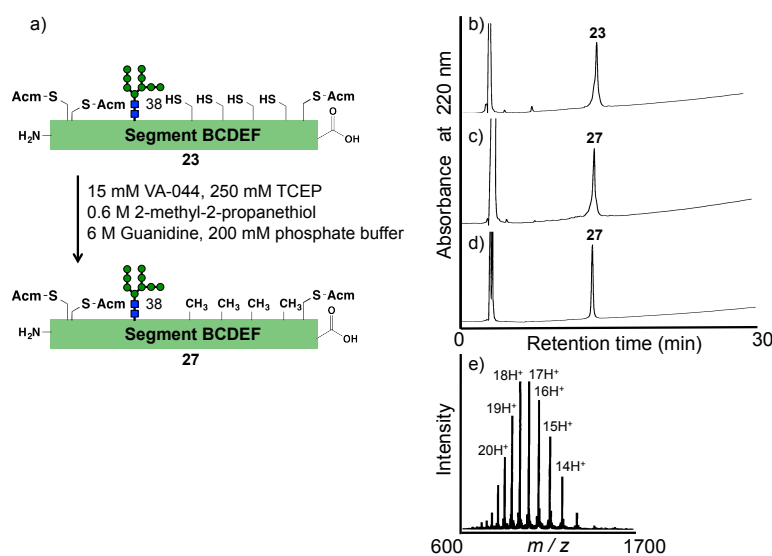 a)
Acm-S
S-Acm
38
HS
HS
HS
HS
S-Acm
H₂N
Segment BCDEF
O
OH
23
15 mM VA-044, 250 mM TCEP
0.6 M 2-methyl-2-propanethiol
6 M Guanidine, 200 mM phosphate buffer
Acm-S
S-Acm
38
CH₃
CH₃
CH₃
CH₃
S-Acm
H₂N
Segment BCDEF
O
OH
27
b)
23
c)
27
d)
27
Absorbance at 220 nm
0
Retention time (min)
30
e)
18H⁺
17H⁺
16H⁺
19H⁺
15H⁺
20H⁺
14H⁺
Intensity
600
m / z
1700